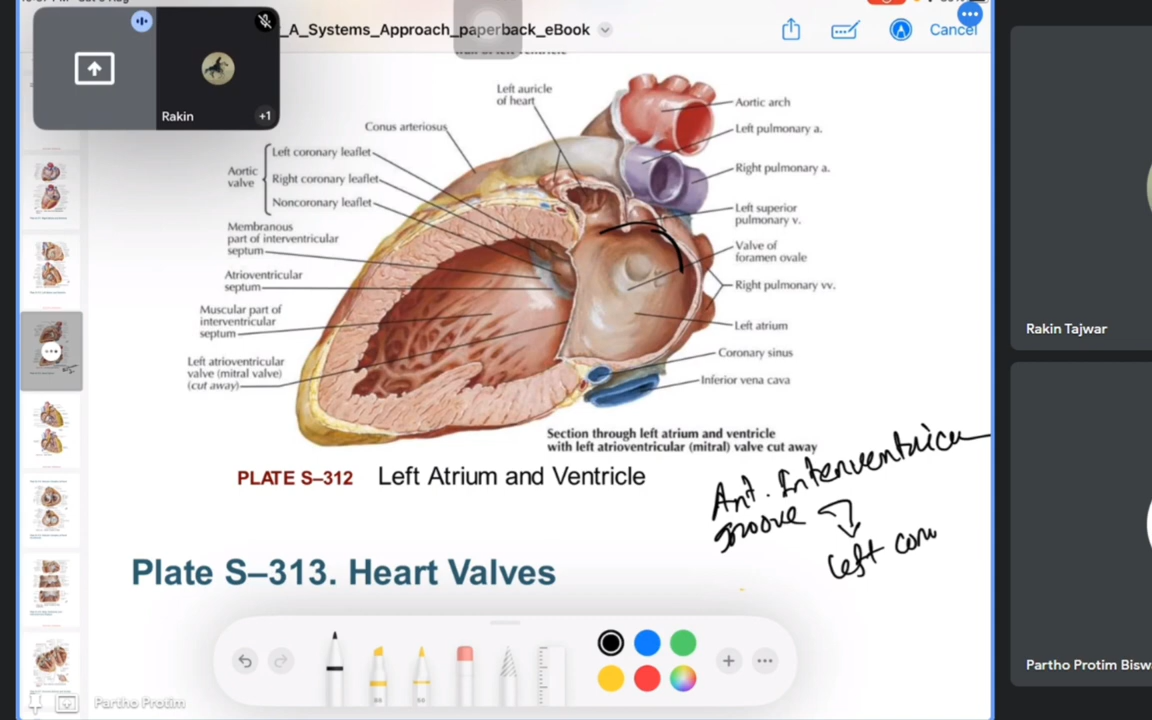 _A_Systems_Approach_paperback_eBook
Cancel
Rakin
+1
Left auricle
of heart
Conus arteriosus
Aortic
valve
Left coronary leaflet
Right coronary leaflet
Noncoronary leaflet
Membranous
part of interventricular
septum
Atrioventricular
septum
Muscular part of
interventricular
septum
Left atrioventricular
valve (mitral valve)
(cut away)
Aortic arch
Left pulmonary a.
Right pulmonary a.
Left superior
pulmonary v.
Valve of
foramen ovale
Right pulmonary vv.
Left atrium
Coronary sinus
Inferior vena cava
Section through left atrium and ventricle
with left atrioventricular (mitral) valve cut away
PLATE S–312 Left Atrium and Ventricle
Ant. Interventricu
groove
left coro
Plate S–313. Heart Valves
Partho Protim
Rakin Tajwar
Partho Protim Bisw